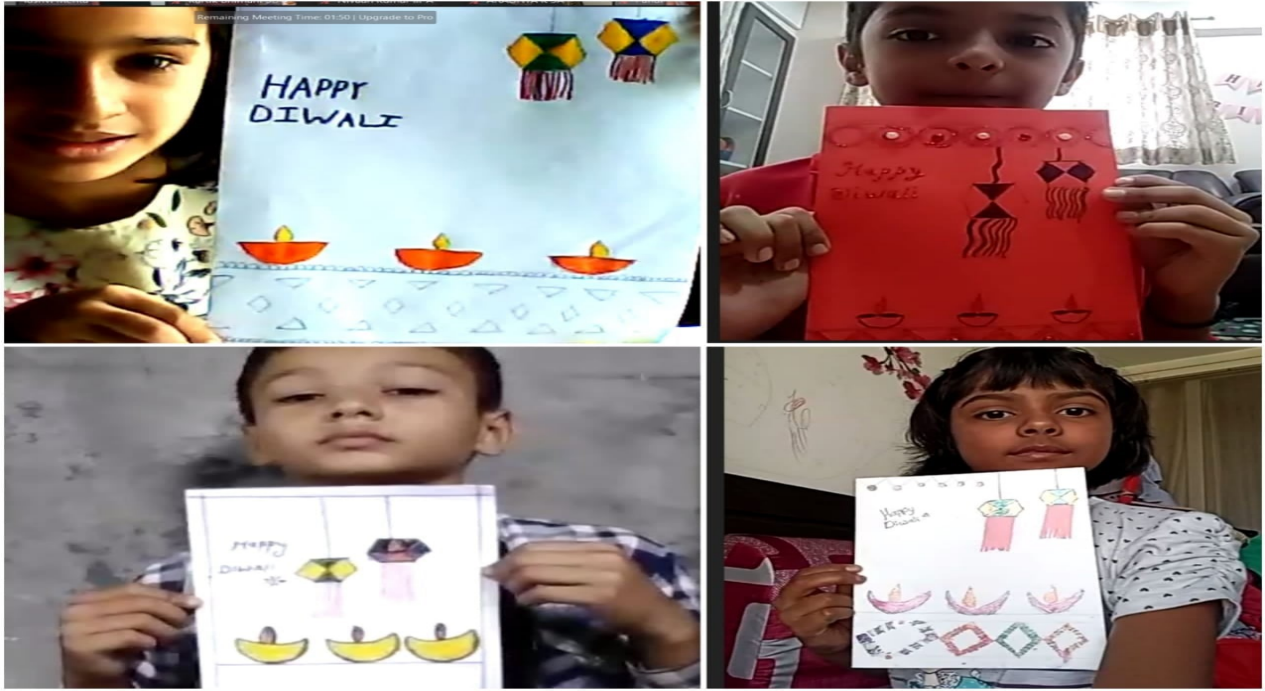 Remaining Meeting Time: 01:50 | Upgrade to Pro
HAPPY
DIWALI
Happy
Diwali
Happy
Diwali
Happy
Diwali